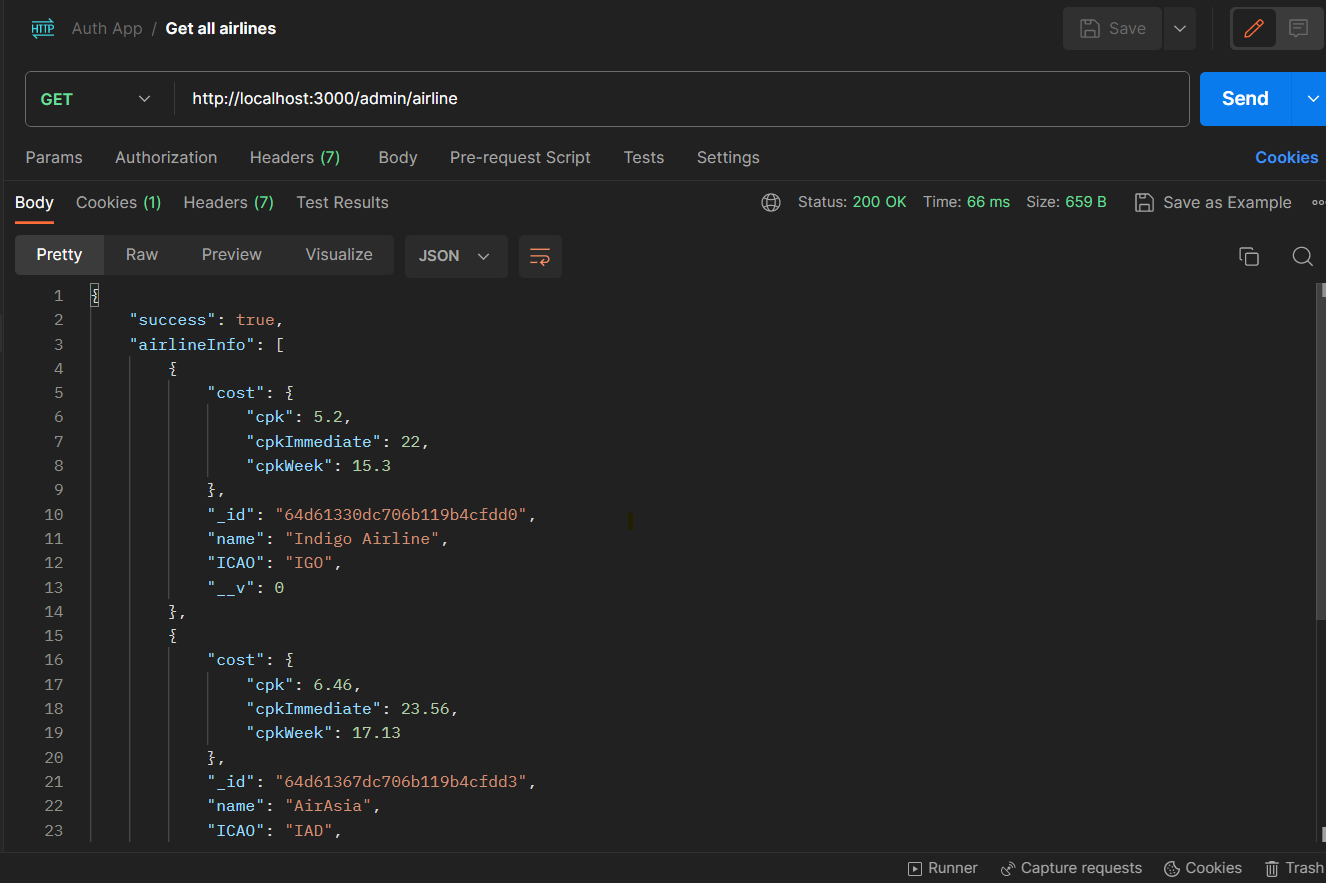 HTTP Auth App / Get all airlines Save
GET http://localhost:3000/admin/airline Send
Params Authorization Headers (7) Body Pre-request Script Tests Settings Cookies
Body Cookies (1) Headers (7) Test Results Status: 200 OK Time: 66 ms Size: 659 B Save as Example
Pretty Raw Preview Visualize JSON
1 {
2 "success": true,
3 "airlineInfo": [
4 {
5 "cost": {
6 "cpk": 5.2,
7 "cpkImmediate": 22,
8 "cpkWeek": 15.3
9 },
10 "_id": "64d61330dc706b119b4cfdd0",
11 "name": "Indigo Airline",
12 "ICAO": "IGO",
13 "__v": 0
14 },
15 {
16 "cost": {
17 "cpk": 6.46,
18 "cpkImmediate": 23.56,
19 "cpkWeek": 17.13
20 },
21 "_id": "64d61367dc706b119b4cfdd3",
22 "name": "AirAsia",
23 "ICAO": "IAD",
Runner Capture requests Cookies Trash